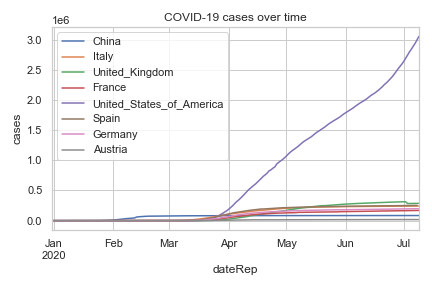 COVID-19 cases over time
1e6
3.0
2.5
2.0
1.5
1.0
0.5
0.0
cases
China
Italy
United_Kingdom
France
United_States_of_America
Spain
Germany
Austria
Jan Feb Mar Apr May Jun Jul
2020
dateRep